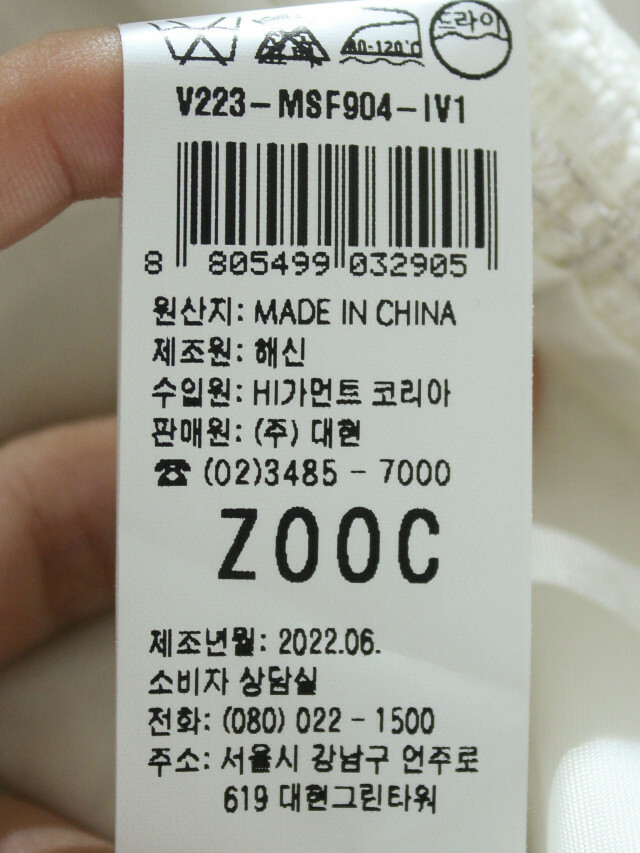 드라이
80-120℃
V223-MSF904-IV1
8 805499 032905
원산지: MADE IN CHINA
제조원: 해신
수입원: HI가먼트 코리아
판매원: (주) 대현
☎ (02)3485 - 7000
ZOOC
제조년월: 2022.06.
소비자 상담실
전화: (080) 022 - 1500
주소: 서울시 강남구 언주로
619 대현그린타워